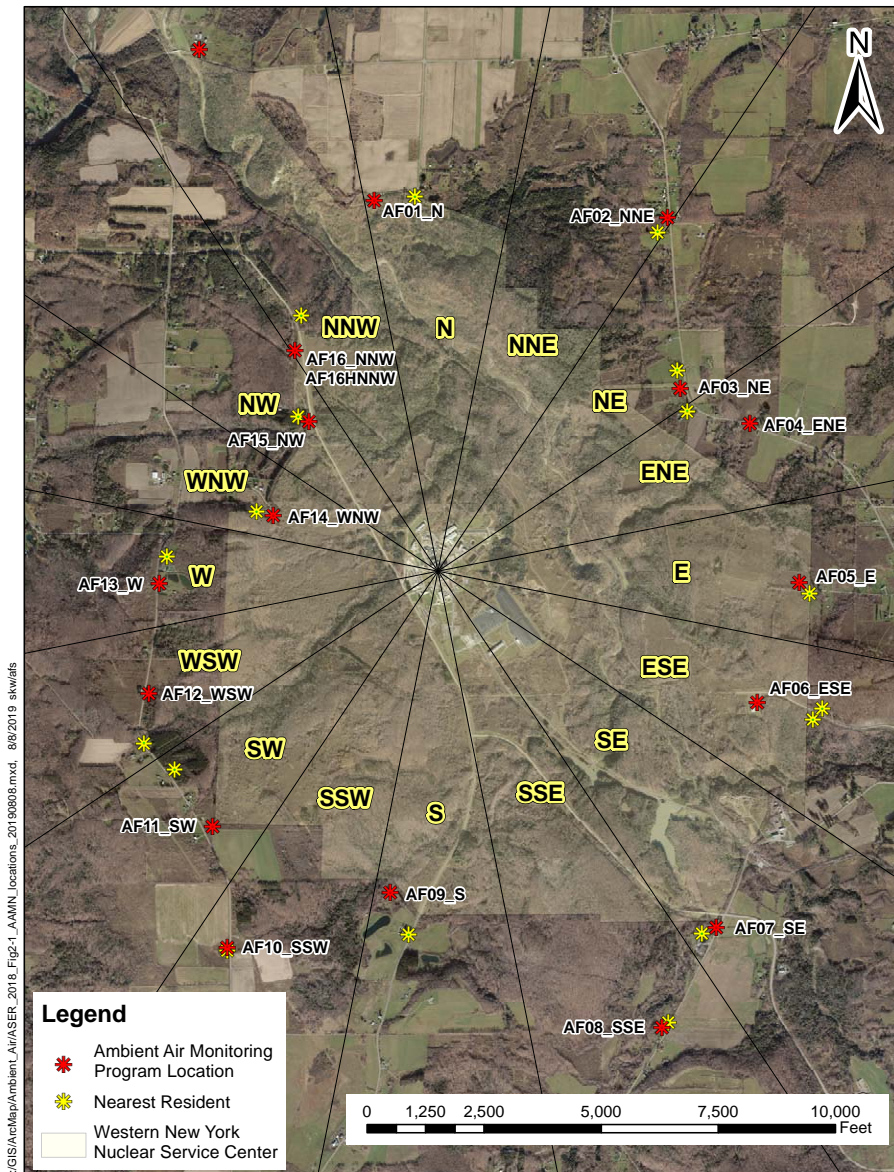 N
AF01_N
AF02_NNE
NNW
N
NNE
AF16_NNW
AF16HNNW
AF03_NE
NW
NE
AF04_ENE
AF15_NW
WNW
ENE
AF14_WNW
W
E
AF05_E
AF13_W
WSW
ESE
AF12_WSW
AF06_ESE
SW
SE
SSW
SSE
S
AF11_SW
AF09_S
AF07_SE
AF10_SSW
AF08_SSE
Legend
Ambient Air Monitoring
Program Location
Nearest Resident
Western New York
Nuclear Service Center
0 1,250 2,500 5,000 7,500 10,000
Feet
:/GIS/ArcMap/Ambient_Air/ASER_2018_Fig2-1_AAMN_locations_20190808.mxd, 8/8/2019 skw/afs